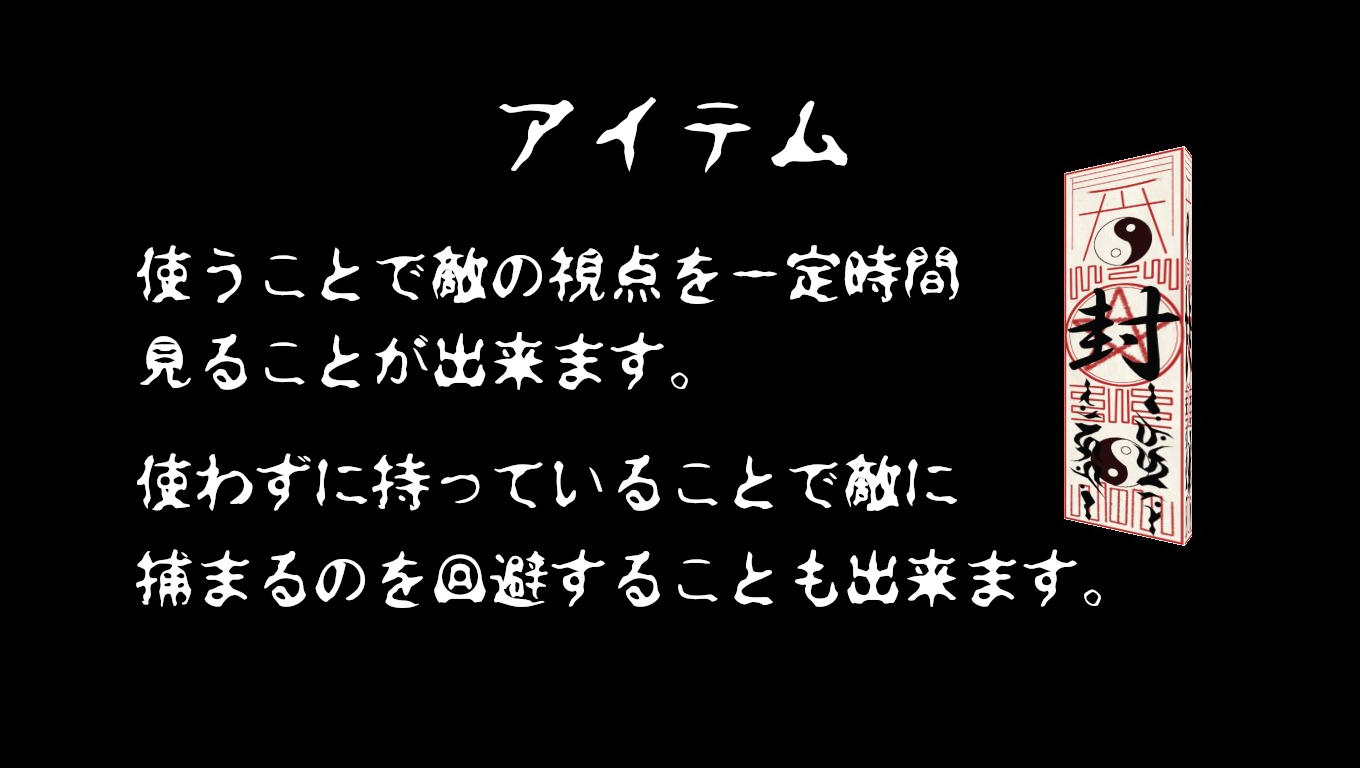 アイテム
使うことで敵の視点を一定時間
見ることが出来ます。
使わずに持っていることで敵に
捕まるのを回避することも出来ます。
封